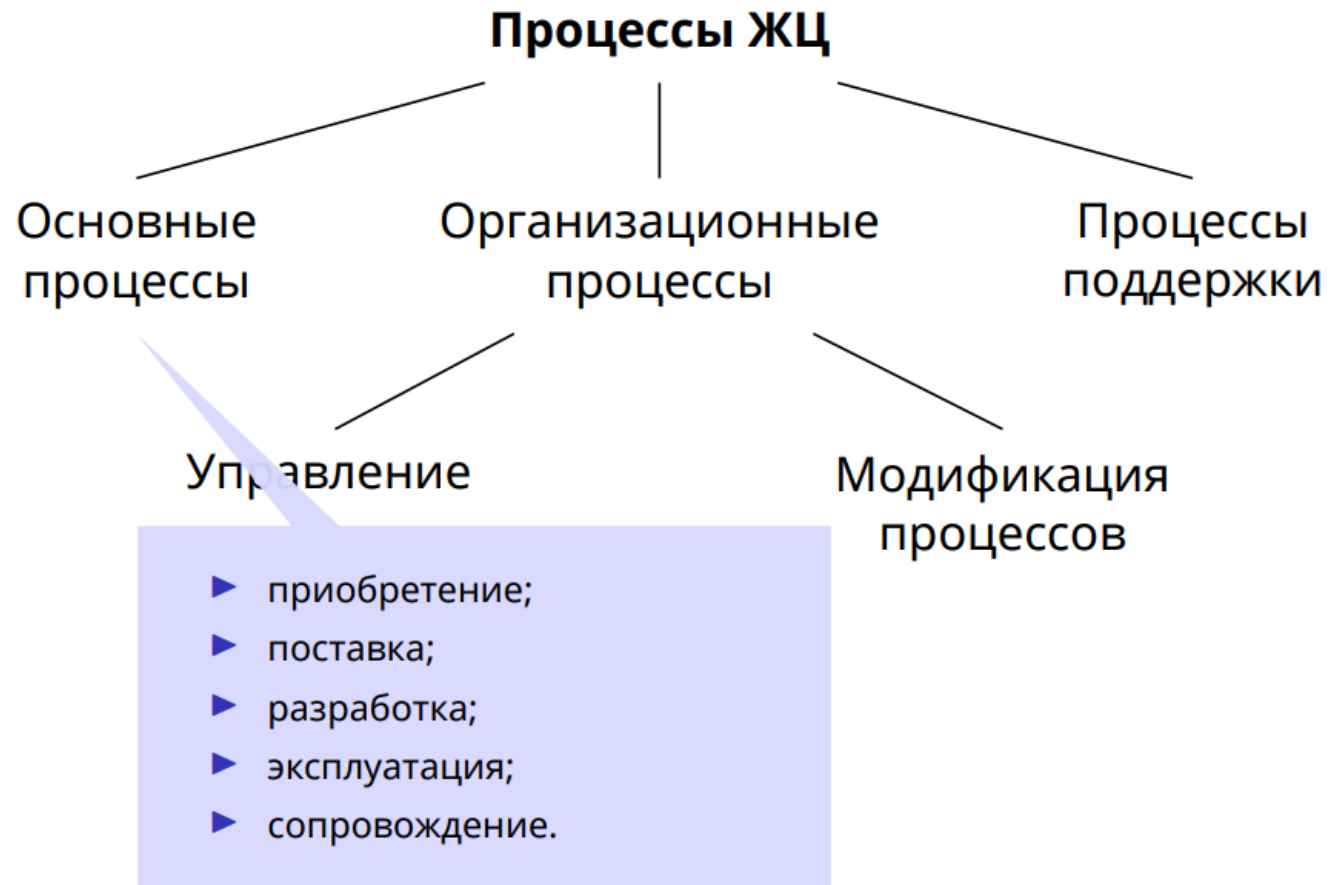 Процессы ЖЦ
Основные
процессы
Организационные
процессы
Процессы
поддержки
Управление
Модификация
процессов
приобретение;
поставка;
разработка;
эксплуатация;
сопровождение.